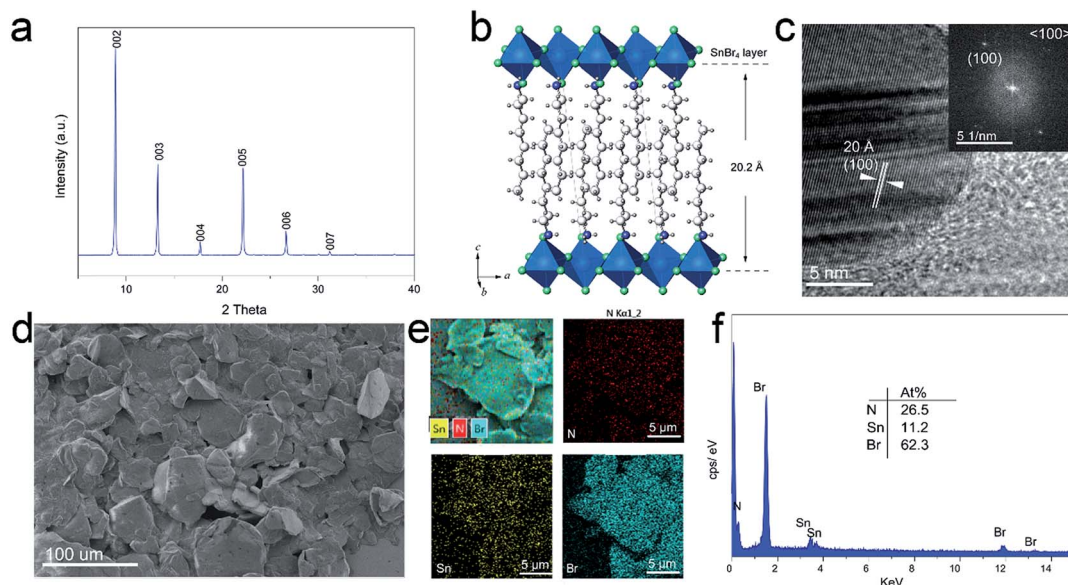 a
Intensity (a.u.)
002
003
004
005
006
007
10
20
30
40
2 Theta
b
SnBr₄ layer
20.2 Å
c
a
b
c
<100>
(100)
5 1/nm
20 Å
(100)
5 nm
d
100 um
e
Sn
N
Br
N Kα1_2
N
5 µm
Sn
5 µm
Br
5 µm
f
cps/ eV
N
Br
Sn
Sn
Br
Br
At%
N 26.5
Sn 11.2
Br 62.3
0 2 4 6 8 10 12 14
KeV